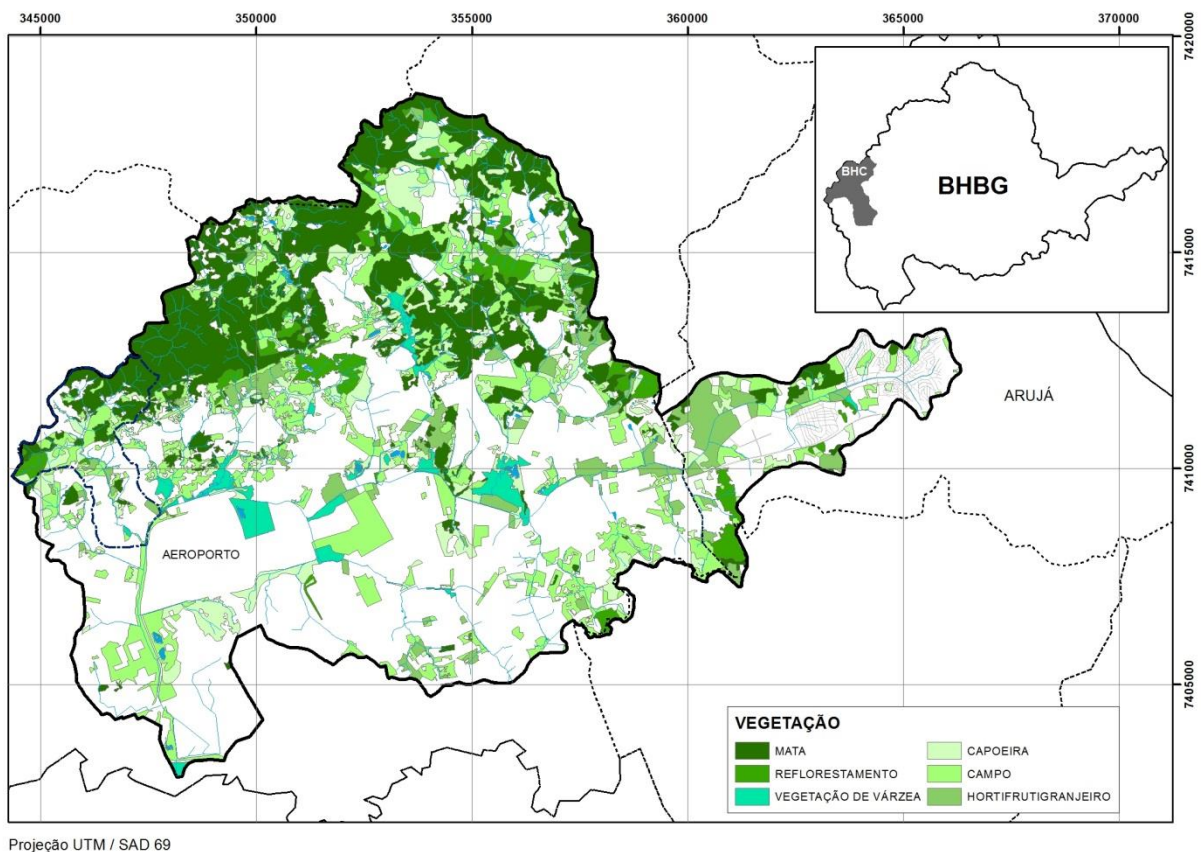 345000 350000 355000 360000 365000 370000
7420000
BHC
BHBG
7415000
ARUJÁ
7410000
AEROPORTO
7405000
VEGETAÇÃO
MATA
REFLORESTAMENTO
VEGETAÇÃO DE VÁRZEA
CAPOEIRA
CAMPO
HORTIFRUTIGRANJEIRO
Projeção UTM / SAD 69